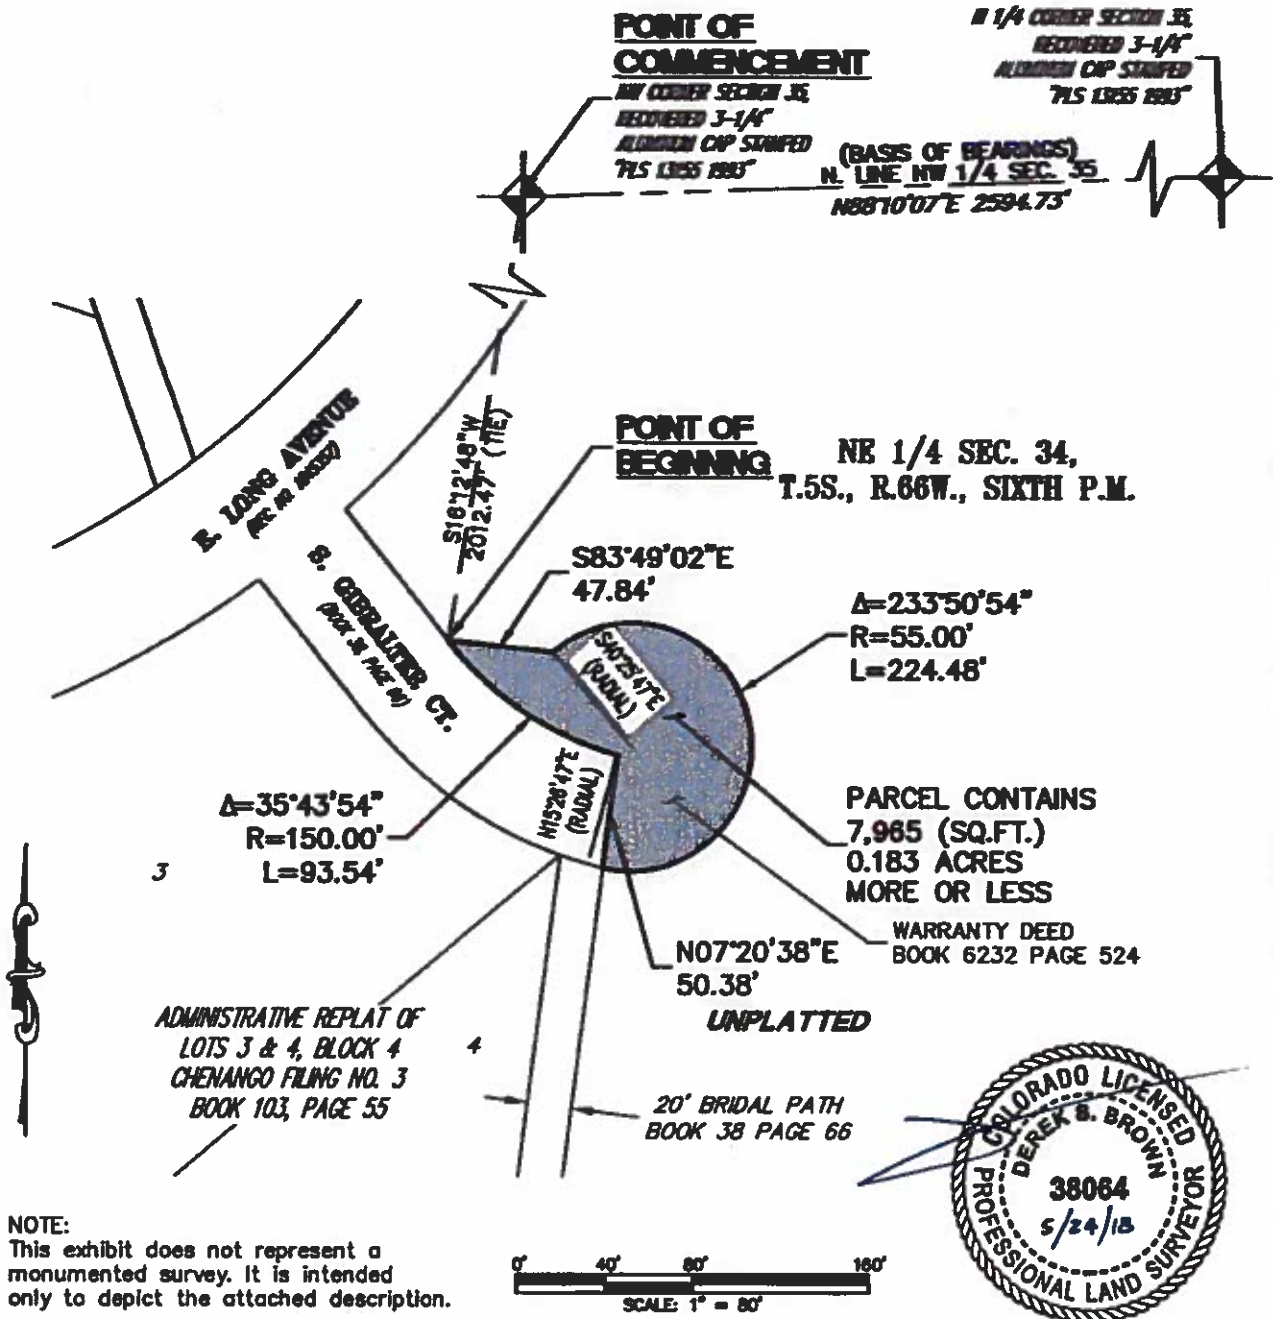 POINT OF
COMMENCEMENT
NW CORNER SECTION 35,
RECOVERED 3-1/4"
ALUMINUM CAP STAMPED
"PLS 13155 1993"
1/4 CORNER SECTION 35,
RECOVERED 3-1/4"
ALUMINUM CAP STAMPED
"PLS 13155 1993"
(BASIS OF BEARINGS)
N. LINE NW 1/4 SEC. 35
N88°10'07"E 2594.73'
E. LONG AVENUE
S16°12'48"W
2012.47' (TIE)
POINT OF
BEGINNING
NE 1/4 SEC. 34,
T.5S., R.66W., SIXTH P.M.
S. GIBRALTER CT.
(BOOK 38 PAGE 66)
S83°49'02"E
47.84'
S40°25'47"E
(RADIAL)
Δ=233°50'54"
R=55.00'
L=224.48'
N15°26'47"E
(RADIAL)
Δ=35°43'54"
R=150.00'
L=93.54'
3
PARCEL CONTAINS
7,965 (SQ.FT.)
0.183 ACRES
MORE OR LESS
WARRANTY DEED
BOOK 6232 PAGE 524
N07°20'38"E
50.38'
UNPLATTED
ADMINISTRATIVE REPLAT OF
LOTS 3 & 4, BLOCK 4
CHENANGO FILING NO. 3
BOOK 103, PAGE 55
4
20' BRIDAL PATH
BOOK 38 PAGE 66
COLORADO LICENSED
DEREK S. BROWN
38064
5/24/18
PROFESSIONAL LAND SURVEYOR
NOTE:
This exhibit does not represent a
monumented survey. It is intended
only to depict the attached description.
0' 40' 80' 160'
SCALE: 1" = 80'